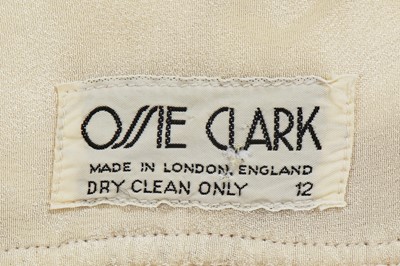 OSSIE CLARK
MADE IN LONDON, ENGLAND
DRY CLEAN ONLY 12